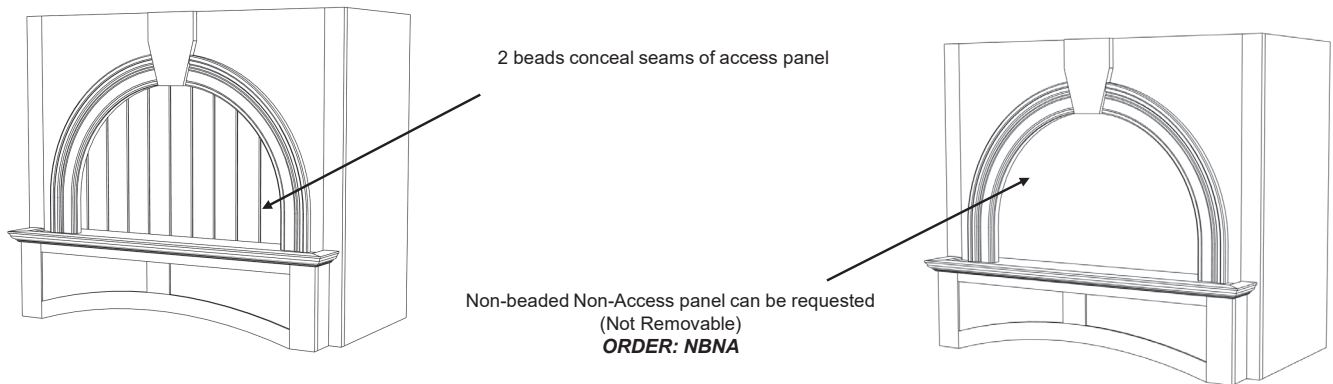 2 beads conceal seams of access panel
Non-beaded Non-Access panel can be requested
(Not Removable)
ORDER: NBNA